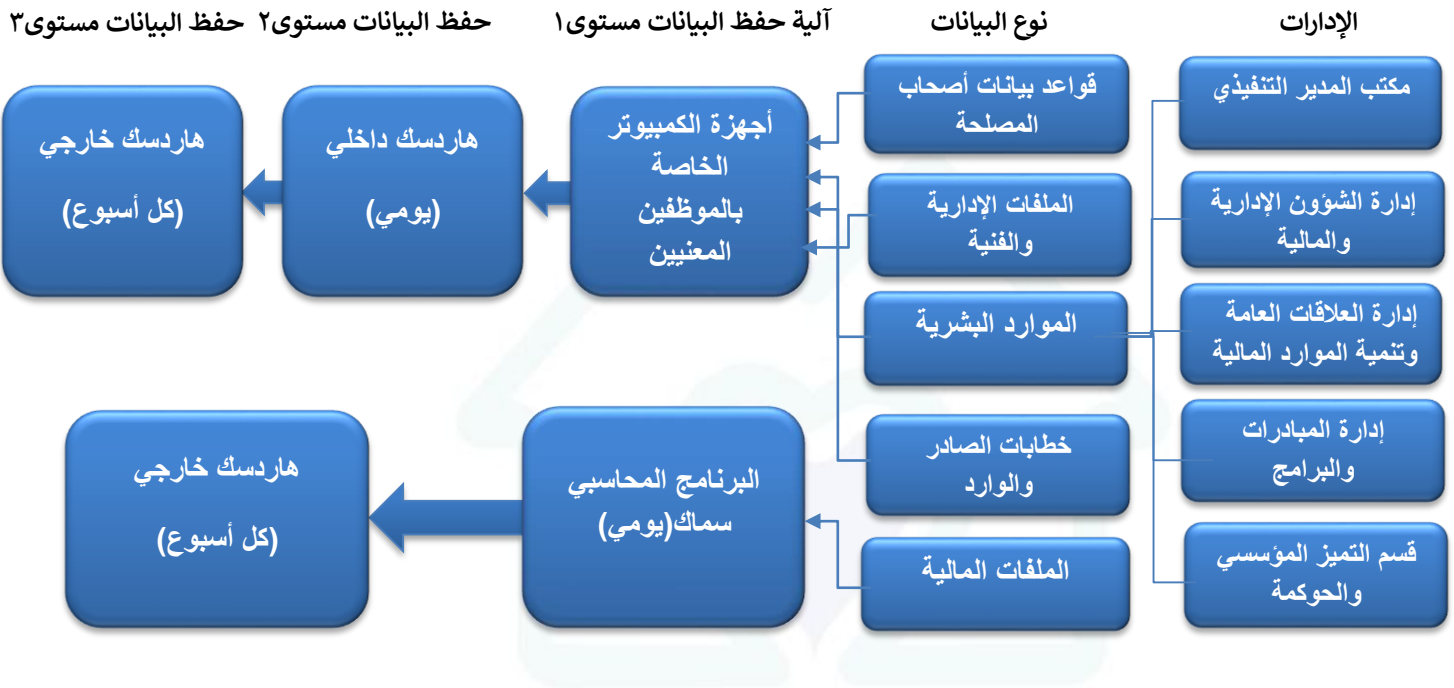 الإدارات
نوع البيانات
آلية حفظ البيانات مستوى١
حفظ البيانات مستوى٢
حفظ البيانات مستوى٣
مكتب المدير التنفيذي
إدارة الشؤون الإدارية
والمالية
إدارة العلاقات العامة
وتنمية الموارد المالية
إدارة المبادرات
والبرامج
قسم التميز المؤسسي
والحوكمة
قواعد بيانات أصحاب
المصلحة
الملفات الإدارية
والفنية
الموارد البشرية
خطابات الصادر
والوارد
الملفات المالية
أجهزة الكمبيوتر
الخاصة
بالموظفين
المعنيين
هاردسك داخلي
(يومي)
هاردسك خارجي
(كل أسبوع)
البرنامج المحاسبي
سماك(يومي)
هاردسك خارجي
(كل أسبوع)